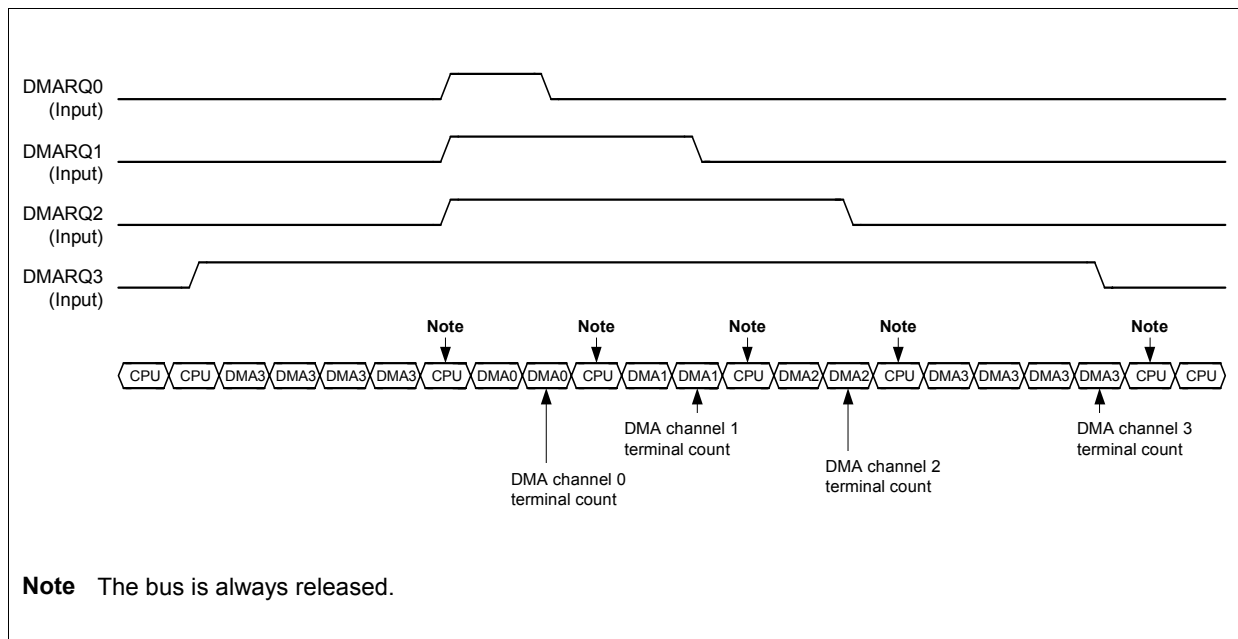 DMARQ0
(Input)
DMARQ1
(Input)
DMARQ2
(Input)
DMARQ3
(Input)
Note Note Note Note Note
CPU CPU DMA3 DMA3 DMA3 DMA3 CPU DMA0 DMA0 CPU DMA1 DMA1 CPU DMA2 DMA2 CPU DMA3 DMA3 DMA3 DMA3 CPU CPU
DMA channel 1
terminal count
DMA channel 3
terminal count
DMA channel 0
terminal count
DMA channel 2
terminal count
Note The bus is always released.